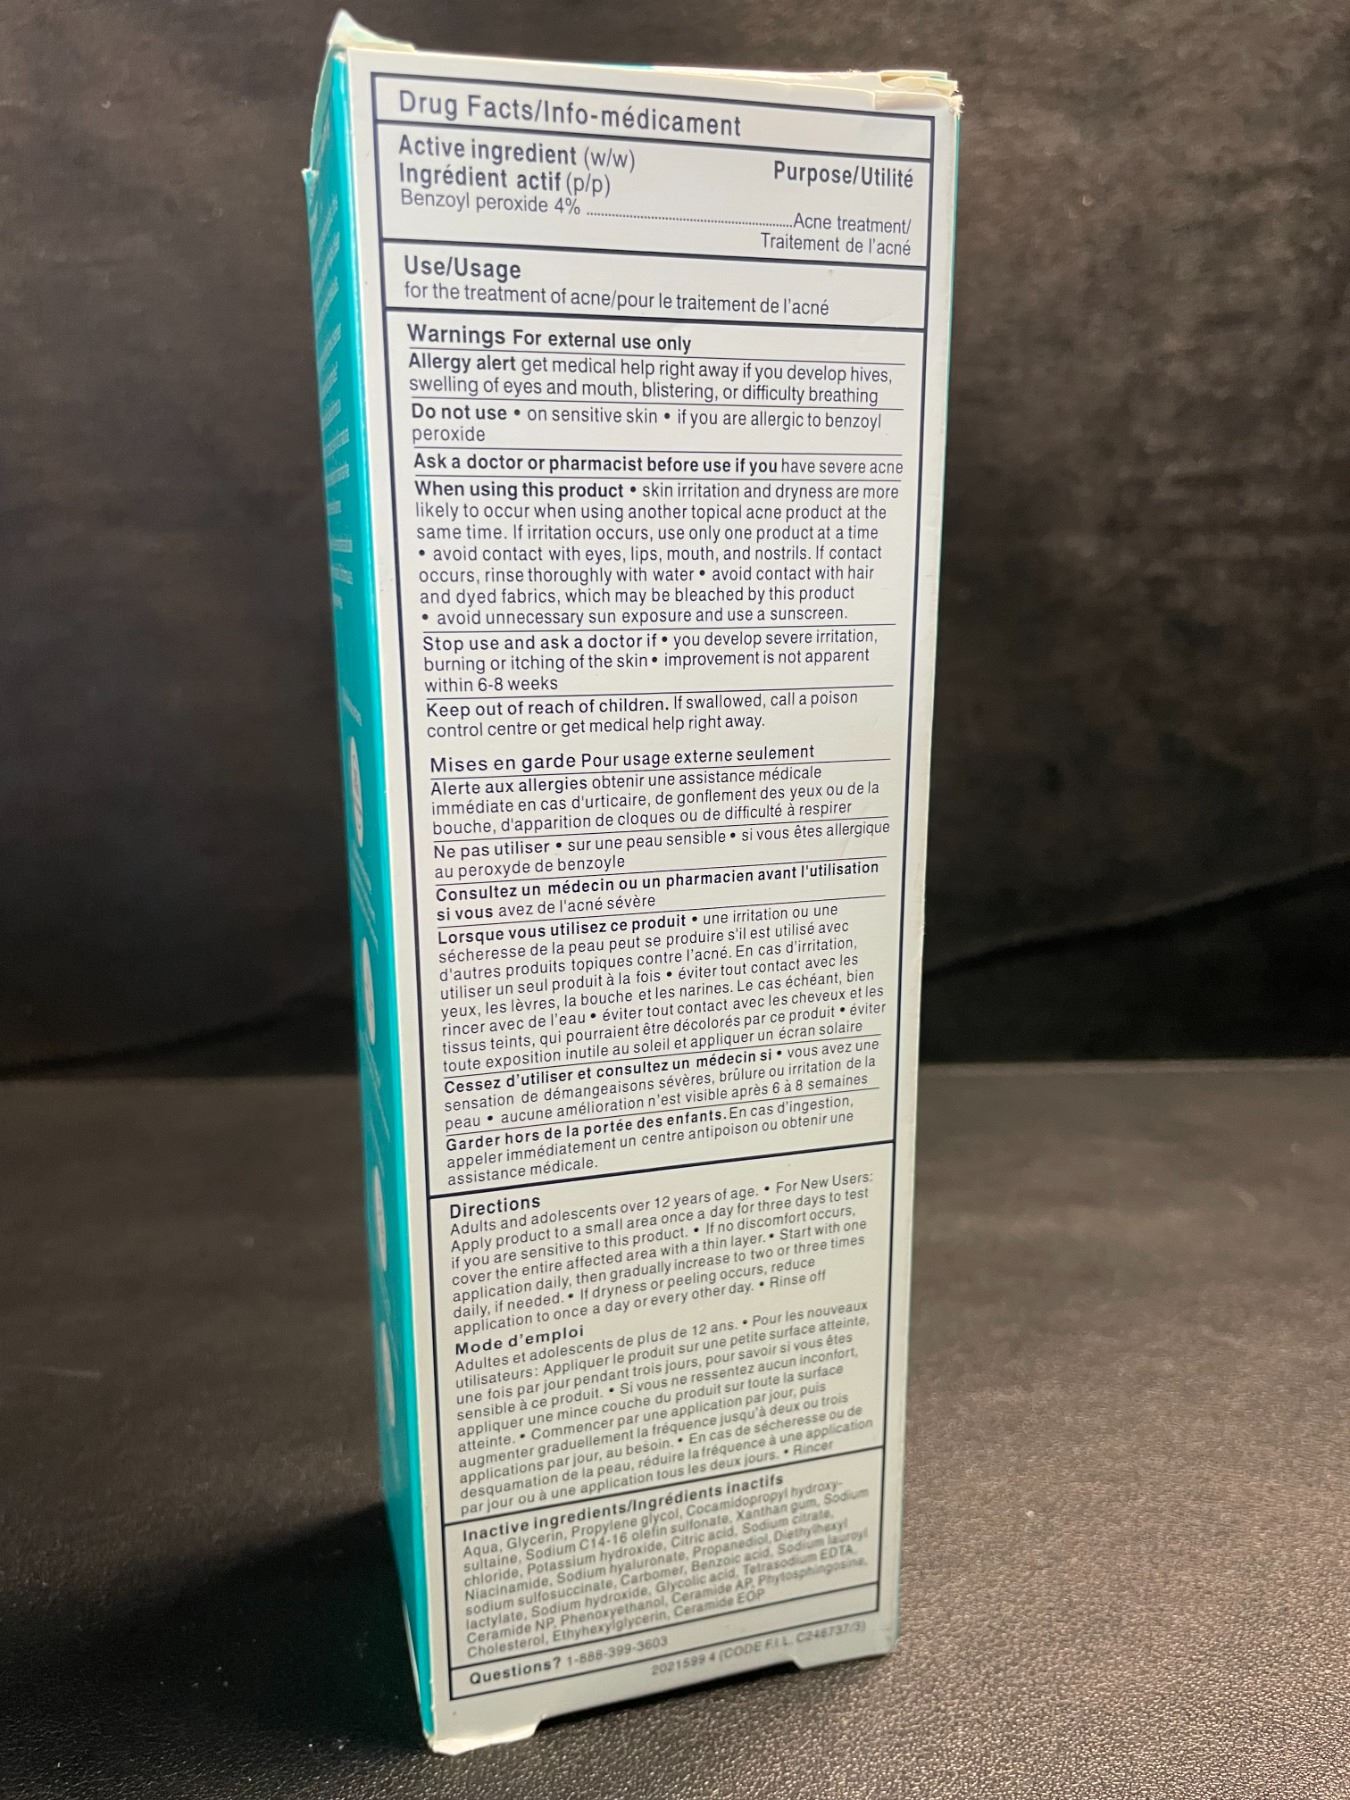 Drug Facts/Info-médicament
Active ingredient (w/w)
Ingrédient actif (p/p)
Purpose/Utilité
Benzoyl peroxide 4% ........................................................Acne treatment/
Traitement de l'acné
Use/Usage
for the treatment of acne/pour le traitement de l'acné
Warnings For external use only
Allergy alert get medical help right away if you develop hives,
swelling of eyes and mouth, blistering, or difficulty breathing
Do not use • on sensitive skin • if you are allergic to benzoyl
peroxide
Ask a doctor or pharmacist before use if you have severe acne
When using this product • skin irritation and dryness are more
likely to occur when using another topical acne product at the
same time. If irritation occurs, use only one product at a time
• avoid contact with eyes, lips, mouth, and nostrils. If contact
occurs, rinse thoroughly with water • avoid contact with hair
and dyed fabrics, which may be bleached by this product
• avoid unnecessary sun exposure and use a sunscreen.
Stop use and ask a doctor if • you develop severe irritation,
burning or itching of the skin • improvement is not apparent
within 6-8 weeks
Keep out of reach of children. If swallowed, call a poison
control centre or get medical help right away.
Mises en garde Pour usage externe seulement
Alerte aux allergies obtenir une assistance médicale
immédiate en cas d'urticaire, de gonflement des yeux ou de la
bouche, d'apparition de cloques ou de difficulté à respirer
Ne pas utiliser • sur une peau sensible • si vous êtes allergique
au peroxyde de benzoyle
Consultez un médecin ou un pharmacien avant l'utilisation
si vous avez de l'acné sévère
Lorsque vous utilisez ce produit • une irritation ou une
sécheresse de la peau peut se produire s'il est utilisé avec
d'autres produits topiques contre l'acné. En cas d'irritation,
utiliser un seul produit à la fois • éviter tout contact avec les
yeux, les lèvres, la bouche et les narines. Le cas échéant, bien
rincer avec de l'eau • éviter tout contact avec les cheveux et les
tissus teints, qui pourraient être décolorés par ce produit • éviter
toute exposition inutile au soleil et appliquer un écran solaire
Cessez d'utiliser et consultez un médecin si • vous avez une
sensation de démangeaisons sévères, brûlure ou irritation de la
peau • aucune amélioration n'est visible après 6 à 8 semaines
Garder hors de la portée des enfants. En cas d'ingestion,
appeler immédiatement un centre antipoison ou obtenir une
assistance médicale.
Directions
Adults and adolescents over 12 years of age. • For New Users:
Apply product to a small area once a day for three days to test
if you are sensitive to this product. • If no discomfort occurs,
cover the entire affected area with a thin layer. • Start with one
application daily, then gradually increase to two or three times
daily, if needed. • If dryness or peeling occurs, reduce
application to once a day or every other day. • Rinse off
Mode d'emploi
Adultes et adolescents de plus de 12 ans. • Pour les nouveaux
utilisateurs: Appliquer le produit sur une petite surface atteinte,
une fois par jour pendant trois jours, pour savoir si vous êtes
sensible à ce produit. • Si vous ne ressentez aucun inconfort,
appliquer une mince couche du produit sur toute la surface
atteinte. • Commencer par une application par jour, puis
augmenter graduellement la fréquence jusqu'à deux ou trois
applications par jour, au besoin. • En cas de sécheresse ou de
desquamation de la peau, réduire la fréquence à une application
par jour ou à une application tous les deux jours. • Rincer
Inactive ingredients/Ingrédients inactifs
Aqua, Glycerin, Propylene glycol, Cocamidopropyl hydroxy-
sultaine, Sodium C14-16 olefin sulfonate, Xanthan gum, Sodium
chloride, Potassium hydroxide, Citric acid, Sodium citrate,
Niacinamide, Sodium hyaluronate, Propanediol, Diethylhexyl
sodium sulfosuccinate, Carbomer, Benzoic acid, Sodium lauroyl
lactylate, Sodium hydroxide, Glycolic acid, Tetrasodium EDTA,
Ceramide NP, Phenoxyethanol, Ceramide AP, Phytosphingosine,
Cholesterol, Ethyhexylglycerin, Ceramide EOP
Questions? 1-888-399-3603
2021599 4 (CODE F.I.L. C246737/3)